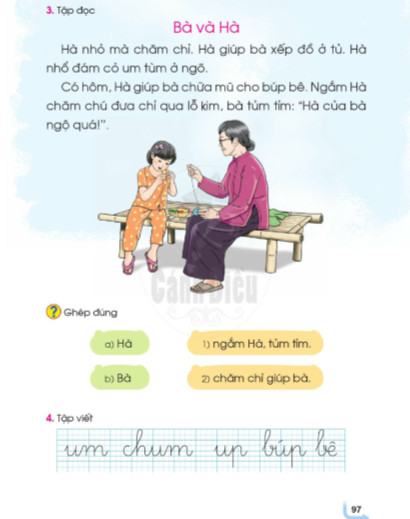 3. Tập đọc
Bà và Hà
Hà nhỏ mà chăm chỉ. Hà giúp bà xếp đồ ở tủ. Hà
nhổ đám cỏ um tùm ở ngõ.
Có hôm, Hà giúp bà chữa mũ cho búp bê. Ngắm Hà
chăm chú đưa chỉ qua lỗ kim, bà tủm tỉm: “Hà của bà
ngộ quá!”.
Cánh Diều
? Ghép đúng
a) Hà
1) ngắm Hà, tủm tỉm.
b) Bà
2) chăm chỉ giúp bà.
4. Tập viết
um chum up búp bê
97